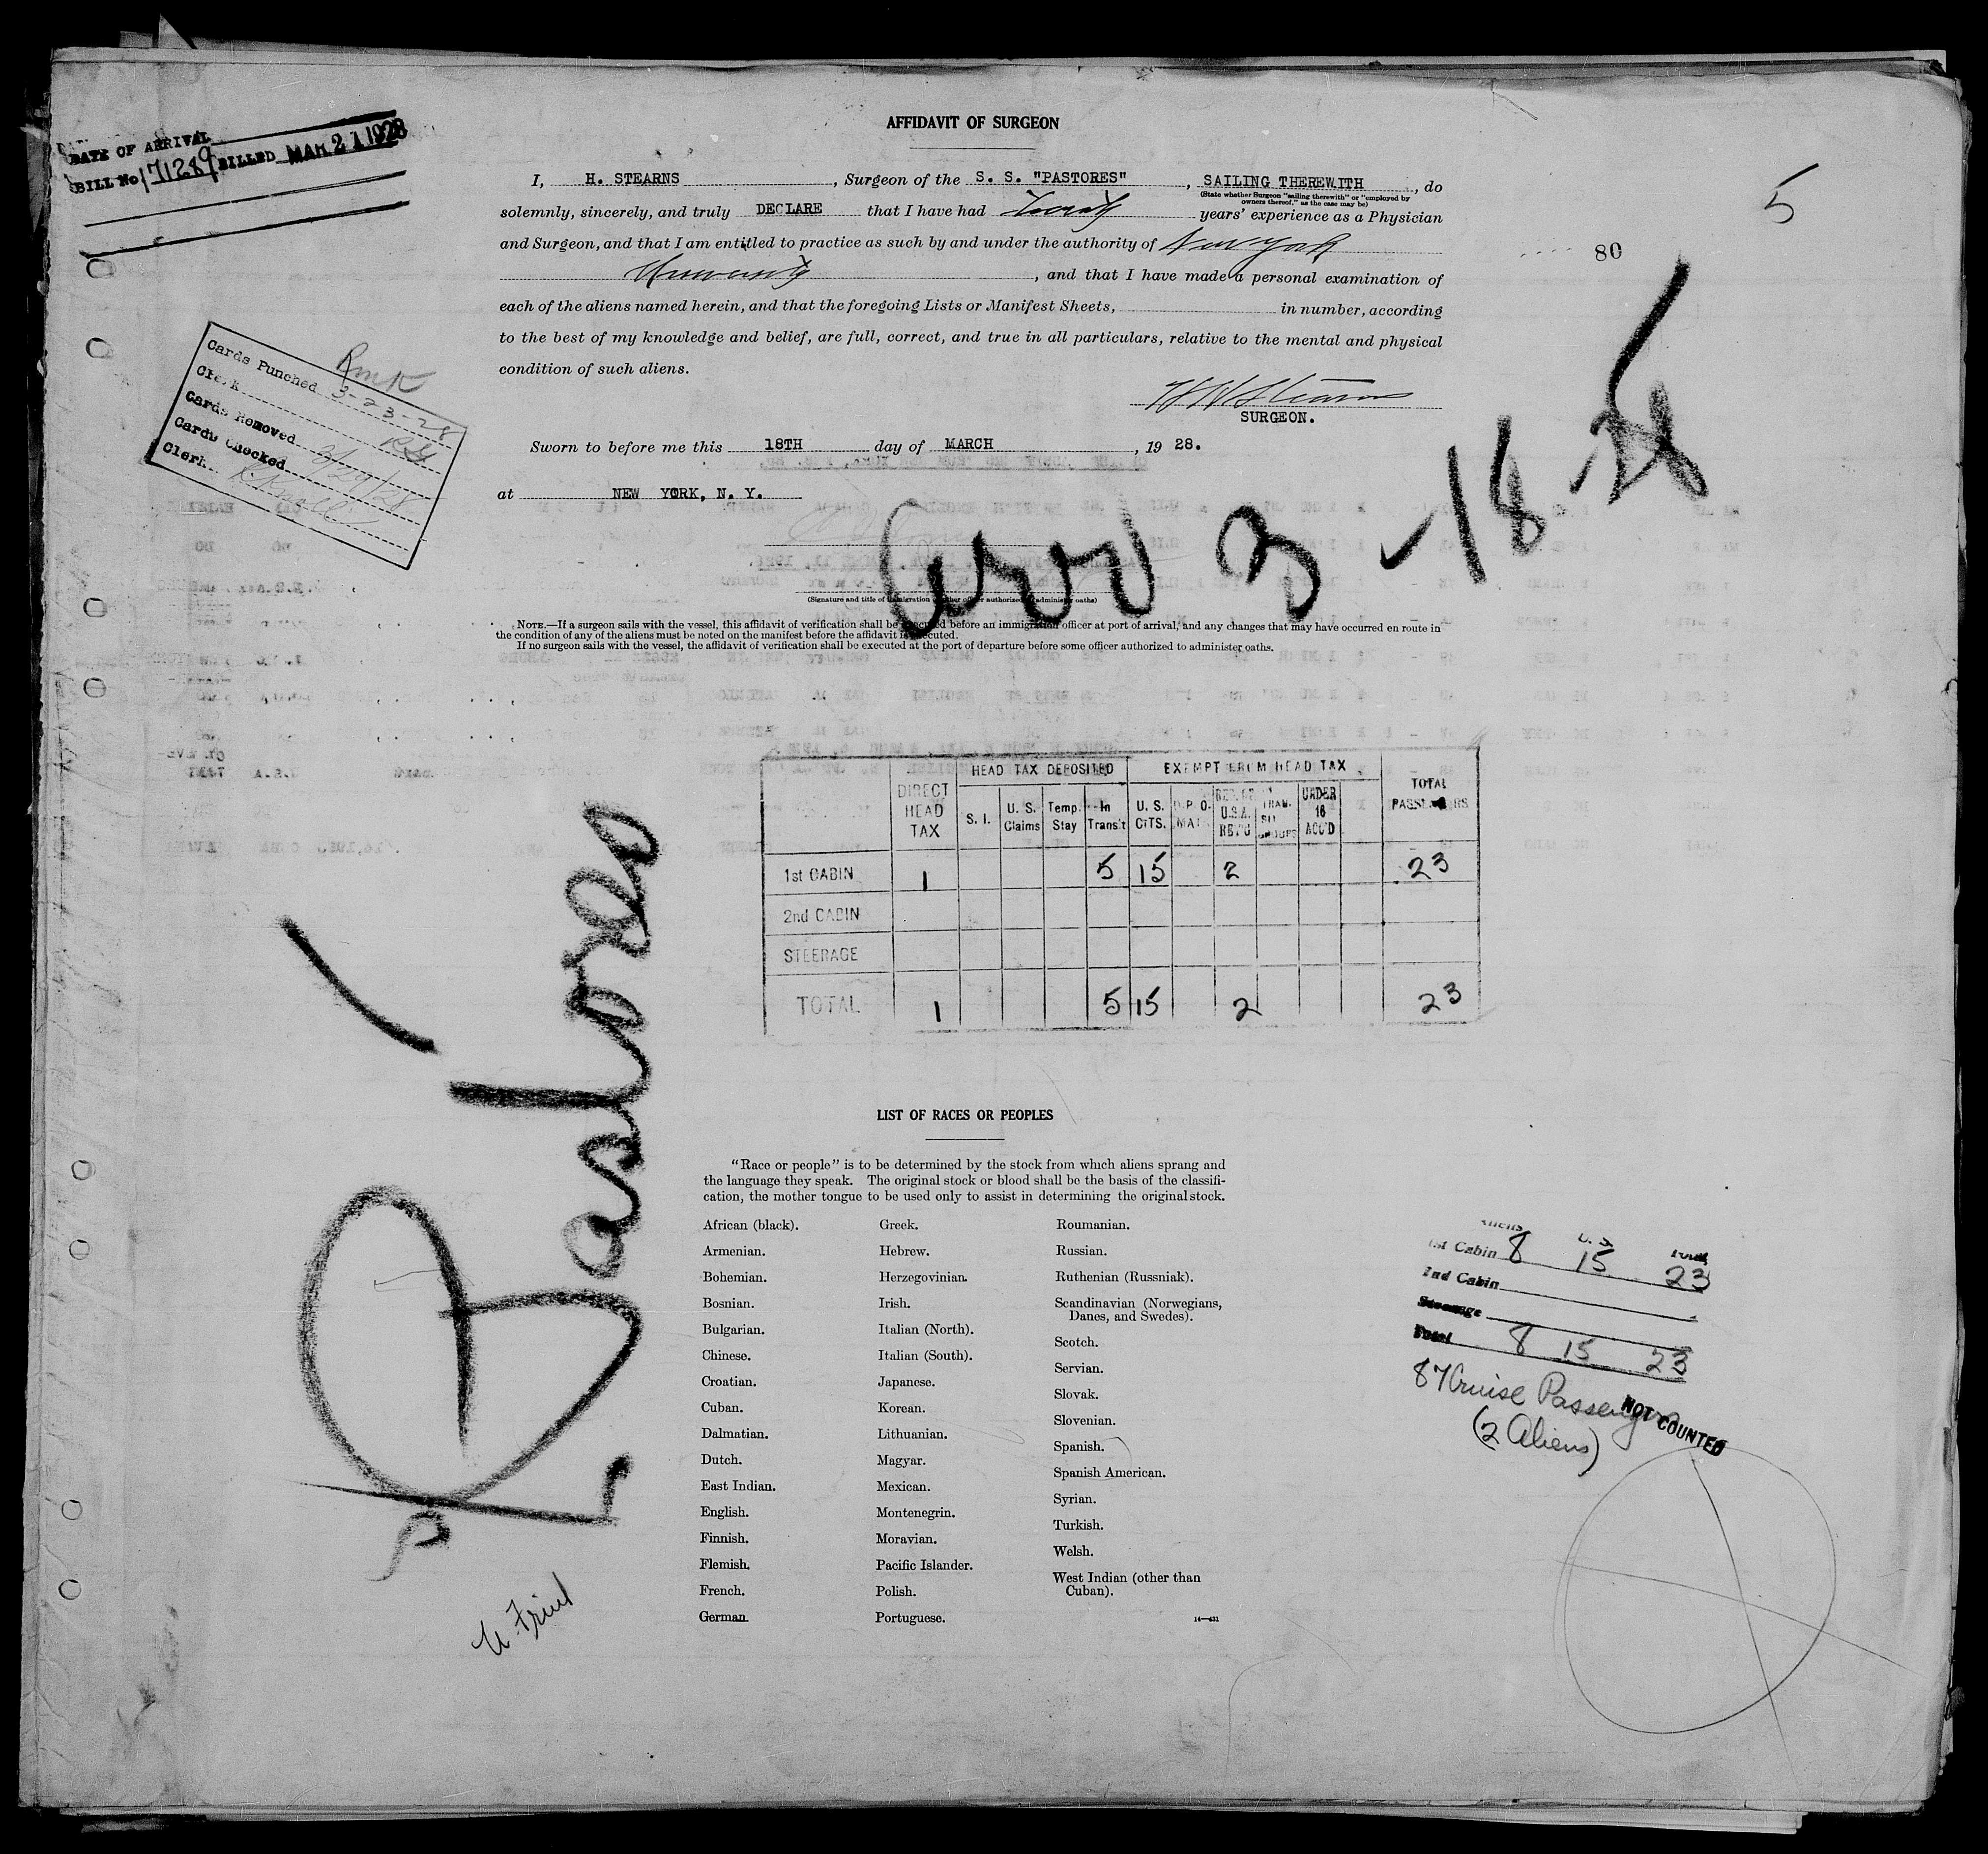 DATE OF ARRIVAL
BILL No 71289 BILLED MAR 21 1928
AFFIDAVIT OF SURGEON
I, H. STEARNS, Surgeon of the S. S. "PASTORES", SAILING THEREWITH, do
(State whether Surgeon "sailing therewith" or "employed by
owners thereof," as the case may be)
solemnly, sincerely, and truly DECLARE that I have had Twenty years' experience as a Physician
and Surgeon, and that I am entitled to practice as such by and under the authority of New York
University, and that I have made a personal examination of
each of the aliens named herein, and that the foregoing Lists or Manifest Sheets, in number, according
to the best of my knowledge and belief, are full, correct, and true in all particulars, relative to the mental and physical
condition of such aliens.
H W Stearns
SURGEON.
Sworn to before me this 18TH day of MARCH, 19 28.
at NEW YORK, N. Y.
(Signature and title of immigration or other officer authorized to administer oaths)
5
80
Cards Punched 3-23-28
Clerk RmK
Cards Removed
Cards Checked 3/29/28
Clerk
Arr 3-18-28
NOTE.—If a surgeon sails with the vessel, this affidavit of verification shall be executed before an immigration officer at port of arrival, and any changes that may have occurred en route in
the condition of any of the aliens must be noted on the manifest before the affidavit is executed.
If no surgeon sails with the vessel, the affidavit of verification shall be executed at the port of departure before some officer authorized to administer oaths.
HEAD TAX DEPOSITED EXEMPT FROM HEAD TAX
DIRECT HEAD TAX S. I. U. S. Claims Temp. Stay In Transit U. S. CITS. U.S.A. UNDER 16 ACC'D TOTAL PASSENGERS
1st CABIN 1 5 15 2 23
2nd CABIN
STEERAGE
TOTAL 1 5 15 2 23
Pastores
LIST OF RACES OR PEOPLES
"Race or people" is to be determined by the stock from which aliens sprang and
the language they speak. The original stock or blood shall be the basis of the classifi-
cation, the mother tongue to be used only to assist in determining the original stock.
African (black).
Armenian.
Bohemian.
Bosnian.
Bulgarian.
Chinese.
Croatian.
Cuban.
Dalmatian.
Dutch.
East Indian.
English.
Finnish.
Flemish.
French.
German.
Greek.
Hebrew.
Herzegovinian.
Irish.
Italian (North).
Italian (South).
Japanese.
Korean.
Lithuanian.
Magyar.
Mexican.
Montenegrin.
Moravian.
Pacific Islander.
Polish.
Portuguese.
Roumanian.
Russian.
Ruthenian (Russniak).
Scandinavian (Norwegians,
Danes, and Swedes).
Scotch.
Servian.
Slovak.
Slovenian.
Spanish.
Spanish American.
Syrian.
Turkish.
Welsh.
West Indian (other than
Cuban).
14—431
Aliens U. S. Total
1st Cabin 8 15 23
2nd Cabin
Steerage
Total 8 15 23
87 Cruise Passengers
NOT COUNTED
(2 Aliens)